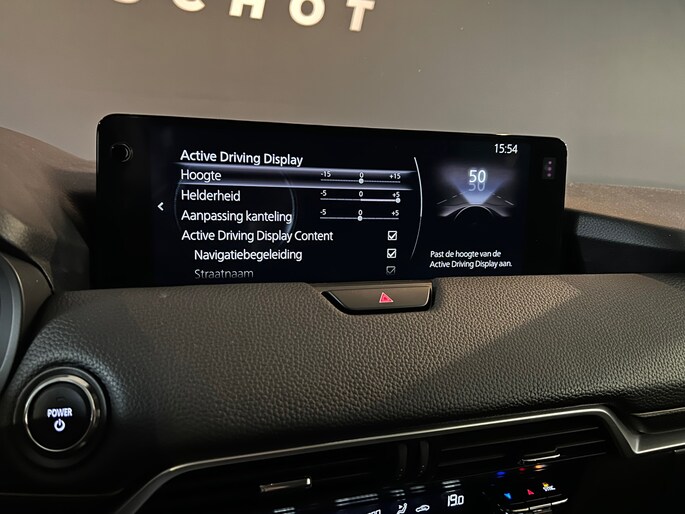 CHOT
15:54
Active Driving Display
Hoogte -15 0 +15
Helderheid -5 0 +5
Aanpassing kanteling -5 0 +5
Active Driving Display Content
Navigatiebegeleiding
Straatnaam
50
50
Past de hoogte van de
Active Driving Display aan.
POWER
19.0